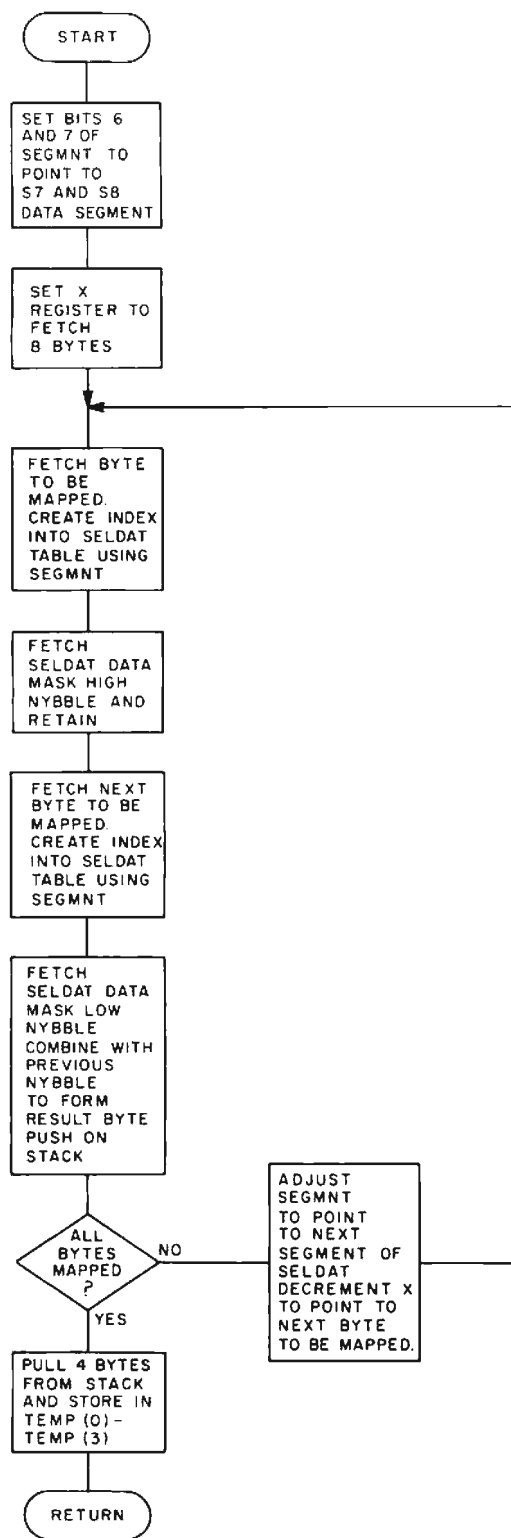 START
SET BITS 6
AND 7 OF
SEGMNT TO
POINT TO
S7 AND S8
DATA SEGMENT
SET X
REGISTER TO
FETCH
8 BYTES
FETCH BYTE
TO BE
MAPPED.
CREATE INDEX
INTO SELDAT
TABLE USING
SEGMNT
FETCH
SELDAT DATA
MASK HIGH
NYBBLE AND
RETAIN
FETCH NEXT
BYTE TO BE
MAPPED.
CREATE INDEX
INTO SELDAT
TABLE USING
SEGMNT
FETCH
SELDAT DATA
MASK LOW
NYBBLE
COMBINE WITH
PREVIOUS
NYBBLE
TO FORM
RESULT BYTE
PUSH ON
STACK
ALL
BYTES
MAPPED
?
NO
ADJUST
SEGMNT
TO POINT
TO NEXT
SEGMENT OF
SELDAT
DECREMENT X
TO POINT TO
NEXT BYTE
TO BE MAPPED.
YES
PULL 4 BYTES
FROM STACK
AND STORE IN
TEMP (0)-
TEMP (3)
RETURN